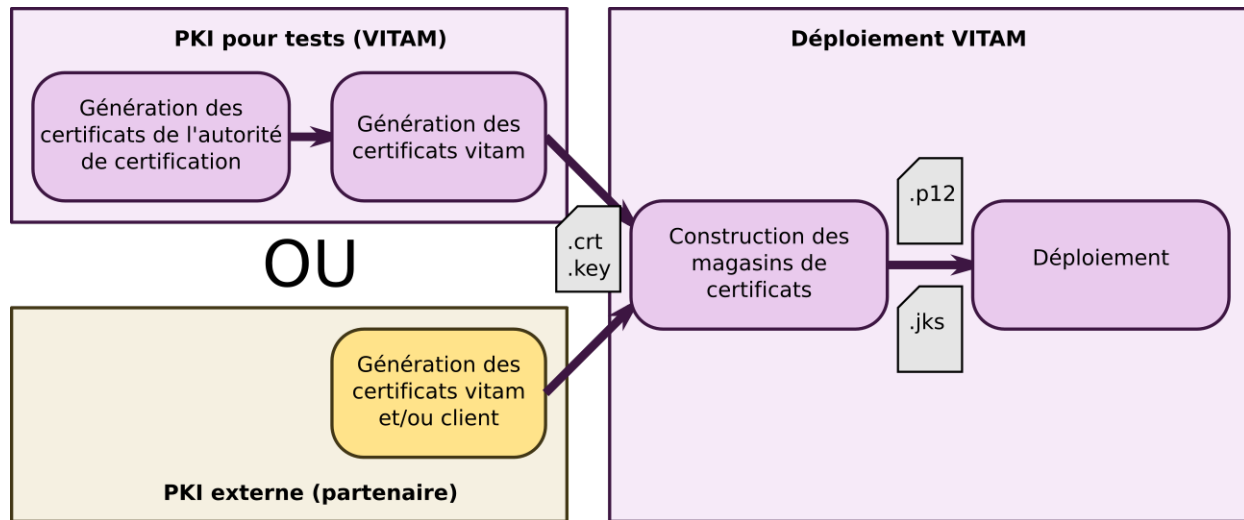 PKI pour tests (VITAM)
Génération des
certificats de l'autorité
de certification
Génération des
certificats vitam
OU
Génération des
certificats vitam
et/ou client
PKI externe (partenaire)
.crt
.key
Déploiement VITAM
Construction des
magasins de
certificats
.p12
.jks
Déploiement